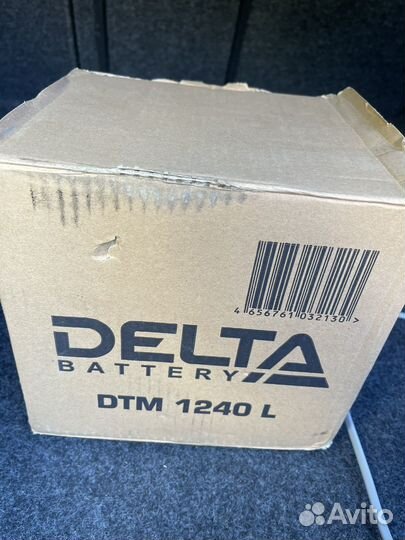 4 656761 032130 >
DELTA
BATTERY
DTM 1240 L
Avito